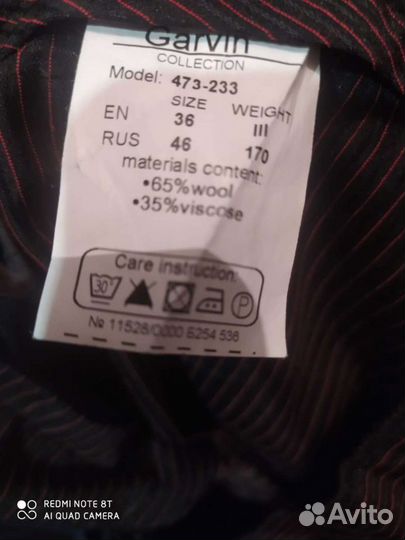 Garvin
COLLECTION
Model: 473-233
SIZE WEIGHT
EN 36 III
RUS 46 170
materials content:
•65%wool
•35%viscose
Care instruction:
30° P
№ 11528/0000 6254 536
REDMI NOTE 8T
AI QUAD CAMERA
Avito